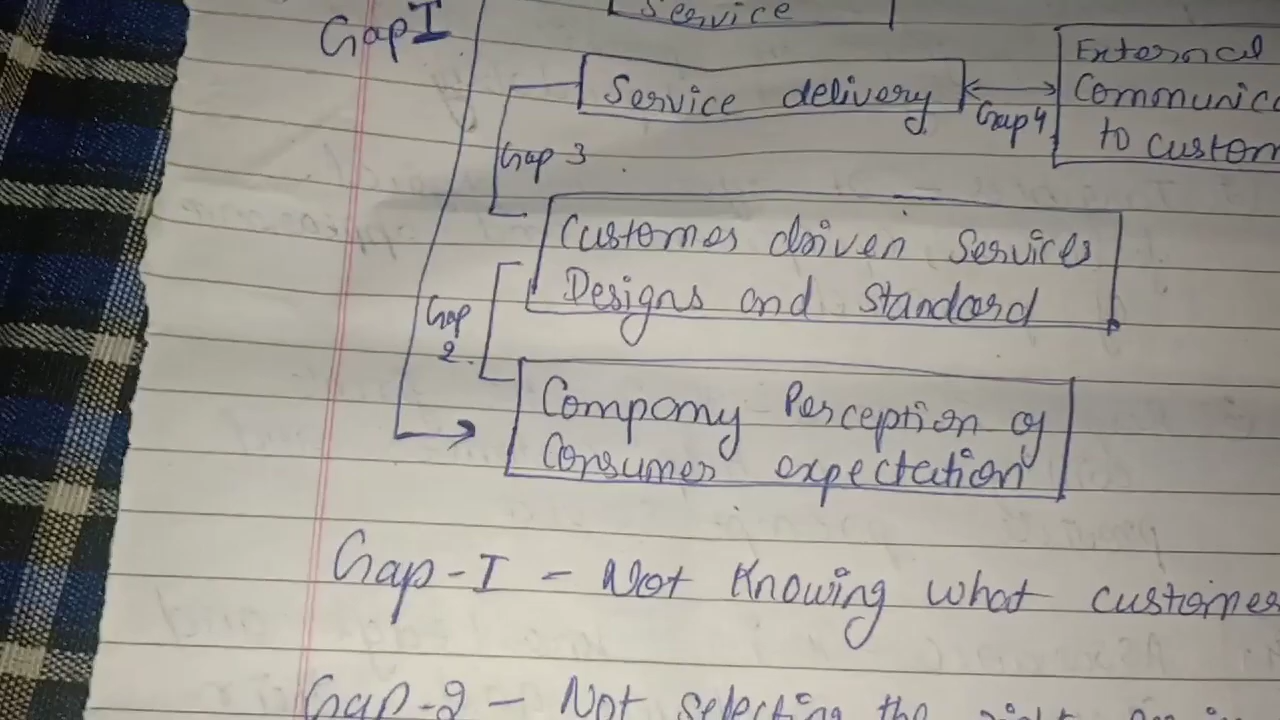 Service
Gap I
Service delivery
External
Communic
Gap 4
to custom
Gap 3
Customer driven Services
Designs and Standard
Gap
2.
Company Perception of
Consumer expectation
Gap-I - Not Knowing what customer
Gap-2 - Not selecting the right